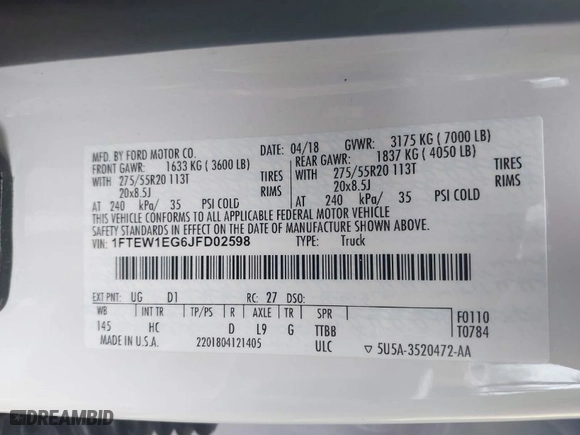 MFD. BY FORD MOTOR CO.
DATE: 04/18 GVWR: 3175 KG ( 7000 LB)
FRONT GAWR: 1633 KG ( 3600 LB) REAR GAWR: 1837 KG ( 4050 LB)
WITH 275/55R20 113T TIRES WITH 275/55R20 113T TIRES
20x8.5J RIMS 20x8.5J RIMS
AT 240 kPa/ 35 PSI COLD AT 240 kPa/ 35 PSI COLD
THIS VEHICLE CONFORMS TO ALL APPLICABLE FEDERAL MOTOR VEHICLE
SAFETY STANDARDS IN EFFECT ON THE DATE OF MANUFACTURE SHOWN ABOVE.
VIN: 1FTEW1EG6JFD02598 TYPE: Truck
EXT PNT: UG D1 RC: 27 DSO:
WB INT TR TP/PS R AXLE TR SPR F0110
145 HC D L9 G TTBB T0784
MADE IN U.S.A. 2201804121405 ULC ▽ 5U5A-3520472-AA
DREAMBID